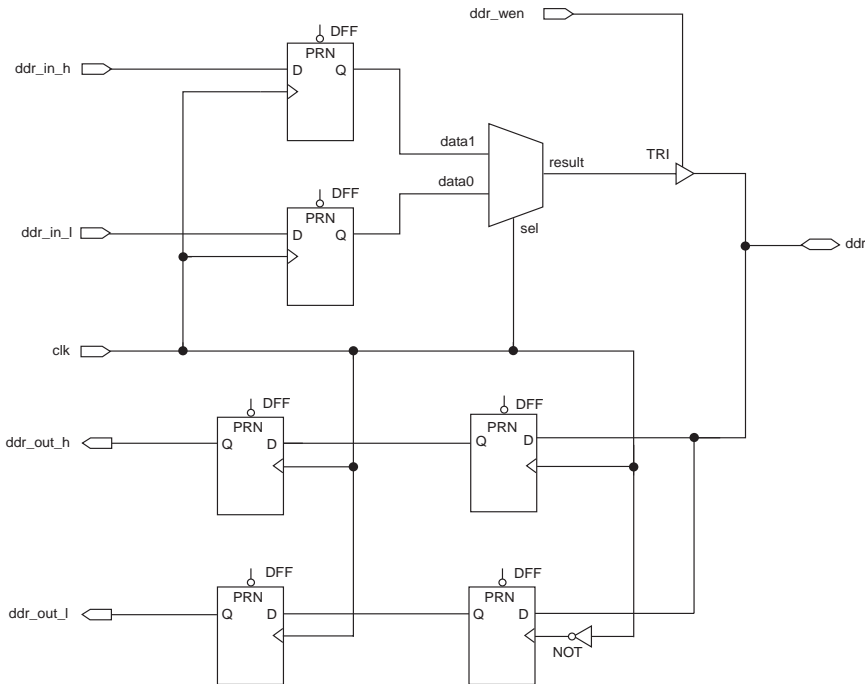 ddr_wen
DFF
PRN
ddr_in_h
D
Q
data1
result
TRI
DFF
data0
PRN
ddr_in_l
D
Q
sel
ddr
clk
DFF
DFF
PRN
PRN
ddr_out_h
Q
D
Q
D
DFF
DFF
PRN
PRN
ddr_out_l
Q
D
Q
D
NOT